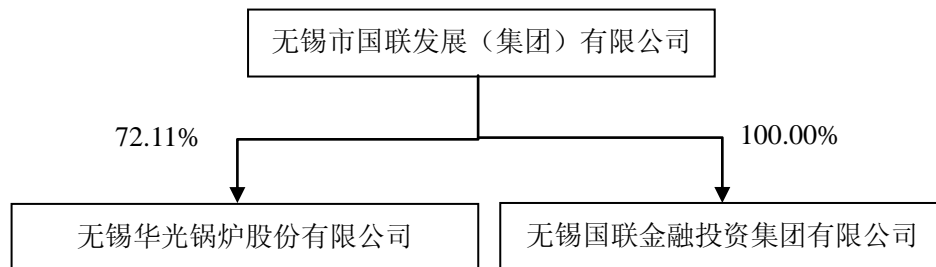 无锡市国联发展（集团）有限公司
72.11%
100.00%
无锡华光锅炉股份有限公司
无锡国联金融投资集团有限公司